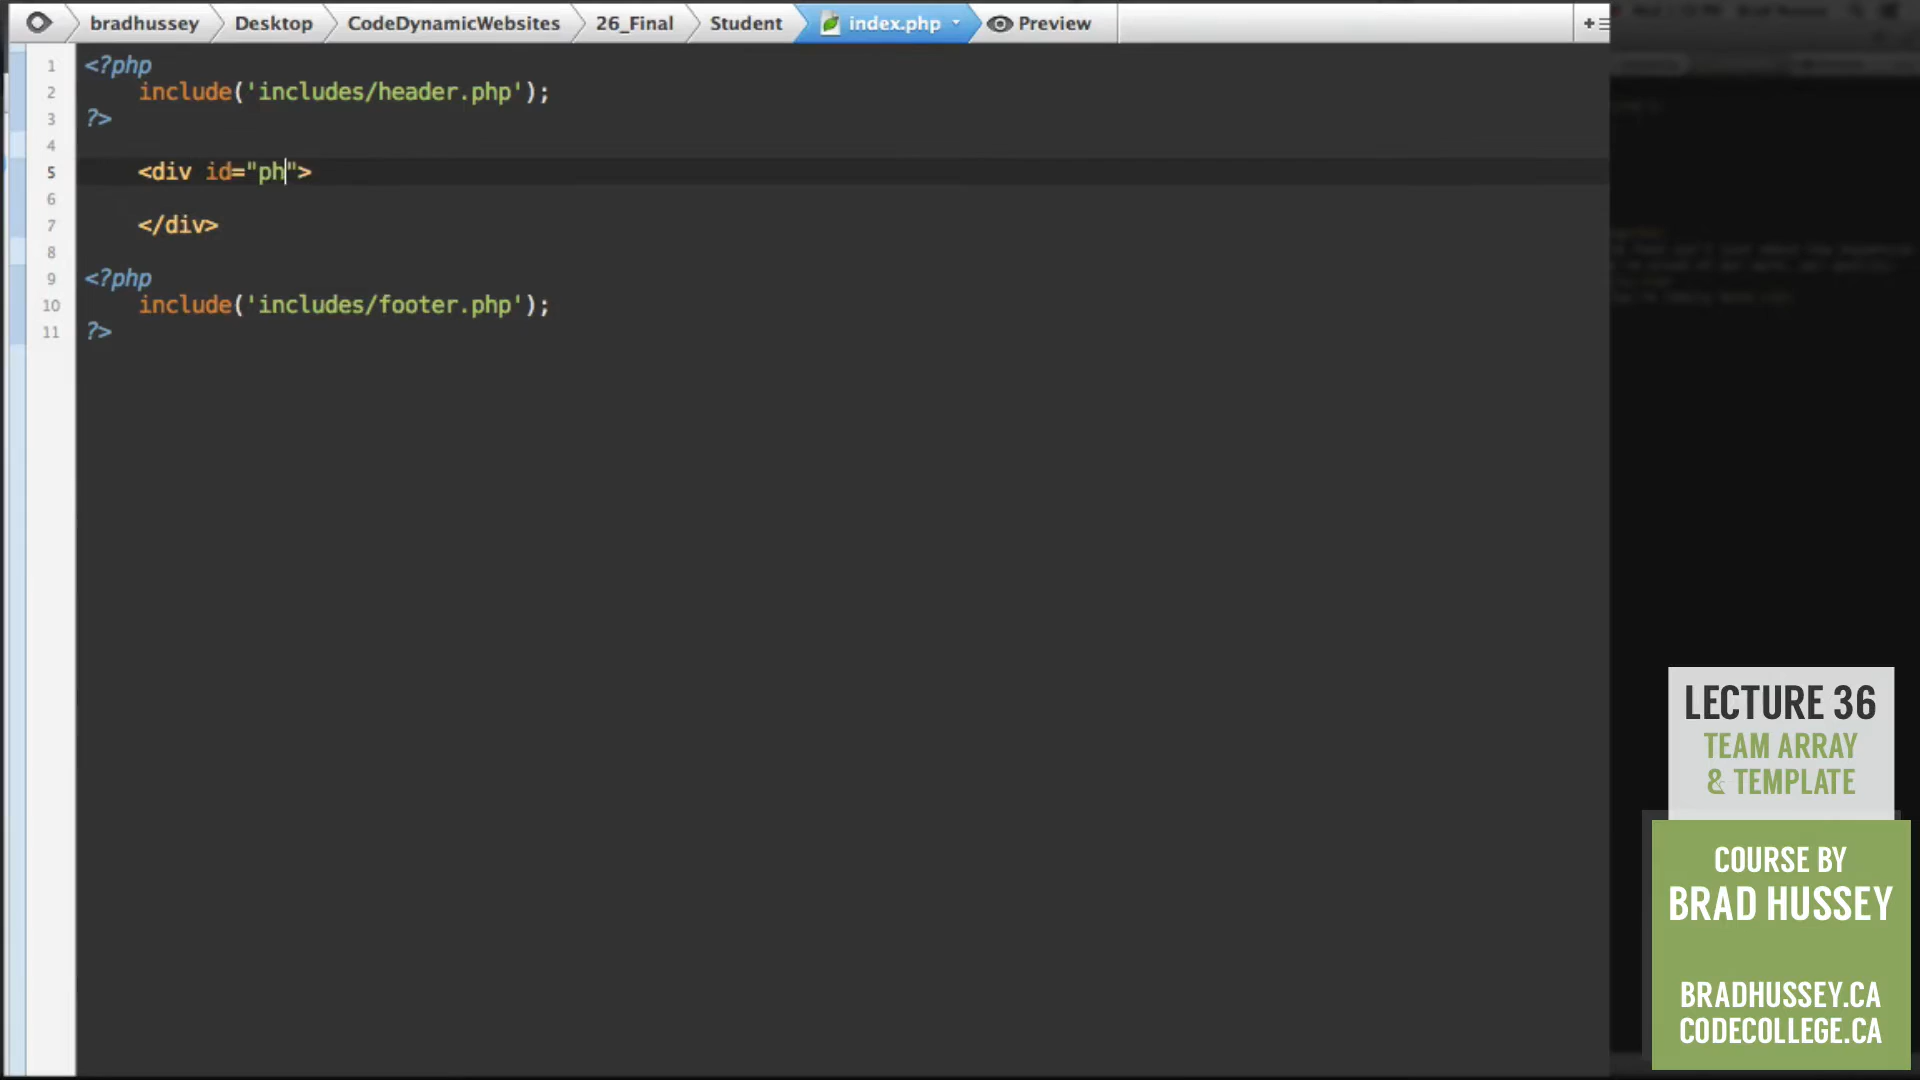 bradhussey Desktop CodeDynamicWebsites 26_Final Student index.php Preview
1 <?php
2 include('includes/header.php');
3 ?>
4
5 <div id="ph">
6
7 </div>
8
9 <?php
10 include('includes/footer.php');
11 ?>
LECTURE 36
TEAM ARRAY
& TEMPLATE
COURSE BY
BRAD HUSSEY
BRADHUSSEY.CA
CODECOLLEGE.CA